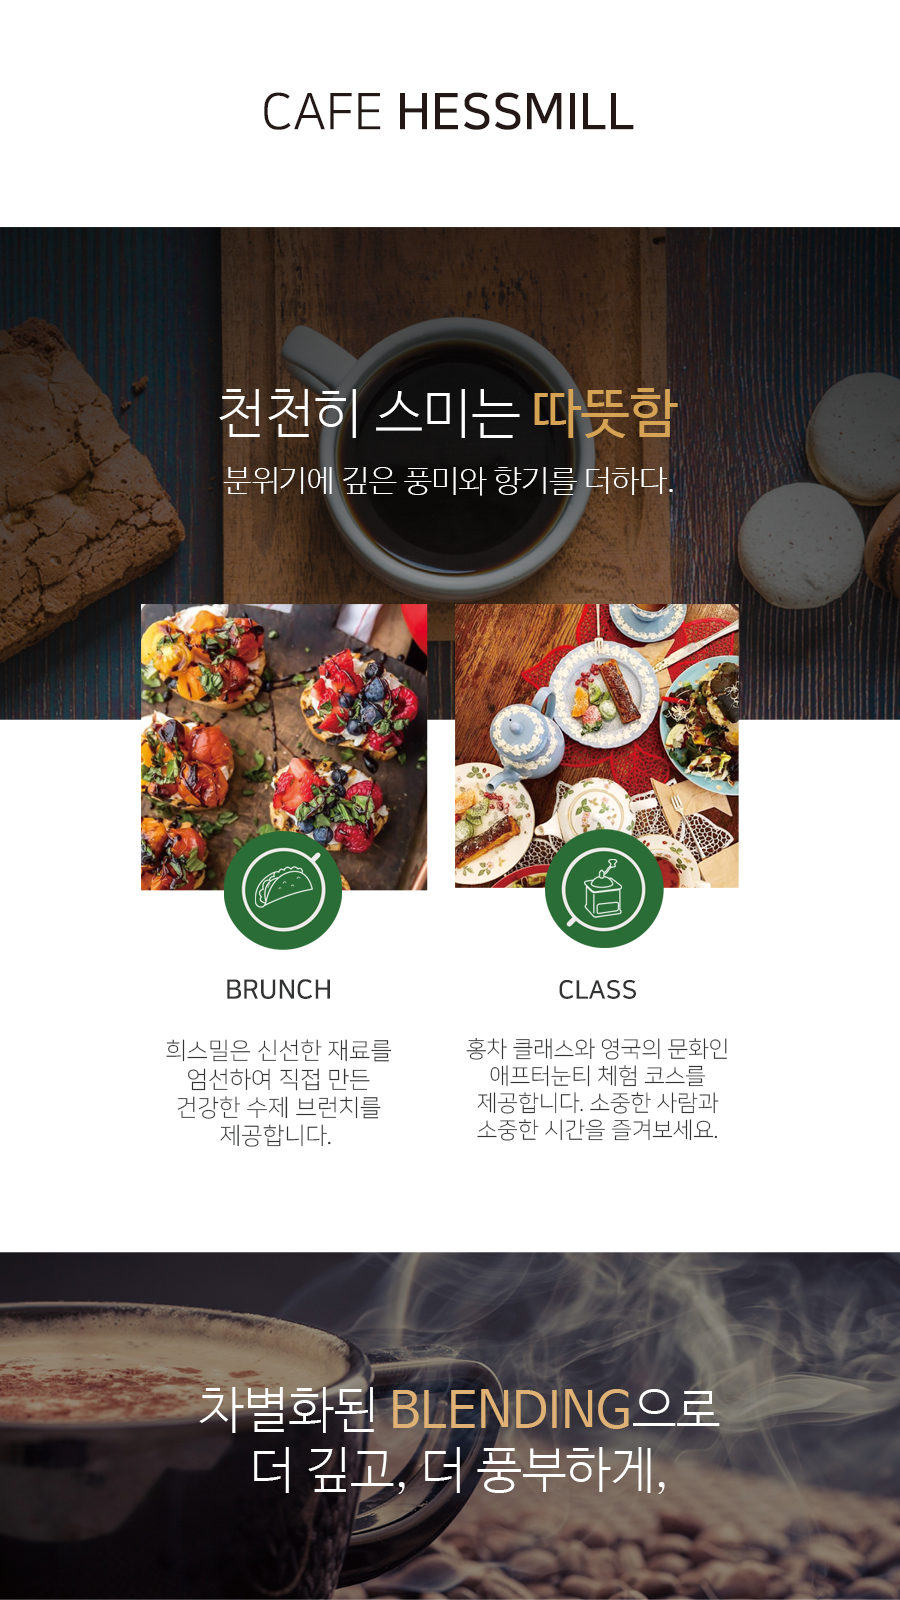 CAFE HESSMILL
천천히 스미는 따뜻함
분위기에 깊은 풍미와 향기를 더하다.
BRUNCH
희스밀은 신선한 재료를
엄선하여 직접 만든
건강한 수제 브런치를
제공합니다.
CLASS
홍차 클래스와 영국의 문화인
애프터눈티 체험 코스를
제공합니다. 소중한 사람과
소중한 시간을 즐겨보세요.
차별화된 BLENDING으로
더 깊고, 더 풍부하게,